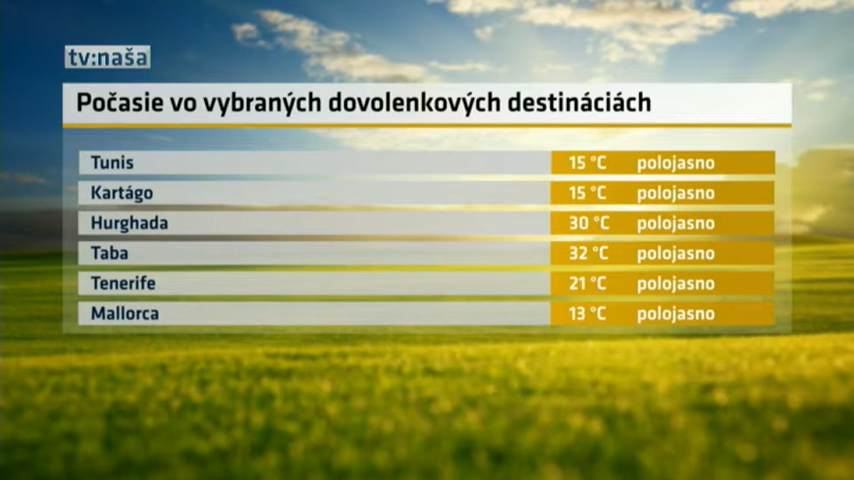 tv:naša
Počasie vo vybraných dovolenkových destináciách
Tunis 15 °C polojasno
Kartágo 15 °C polojasno
Hurghada 30 °C polojasno
Taba 32 °C polojasno
Tenerife 21 °C polojasno
Mallorca 13 °C polojasno